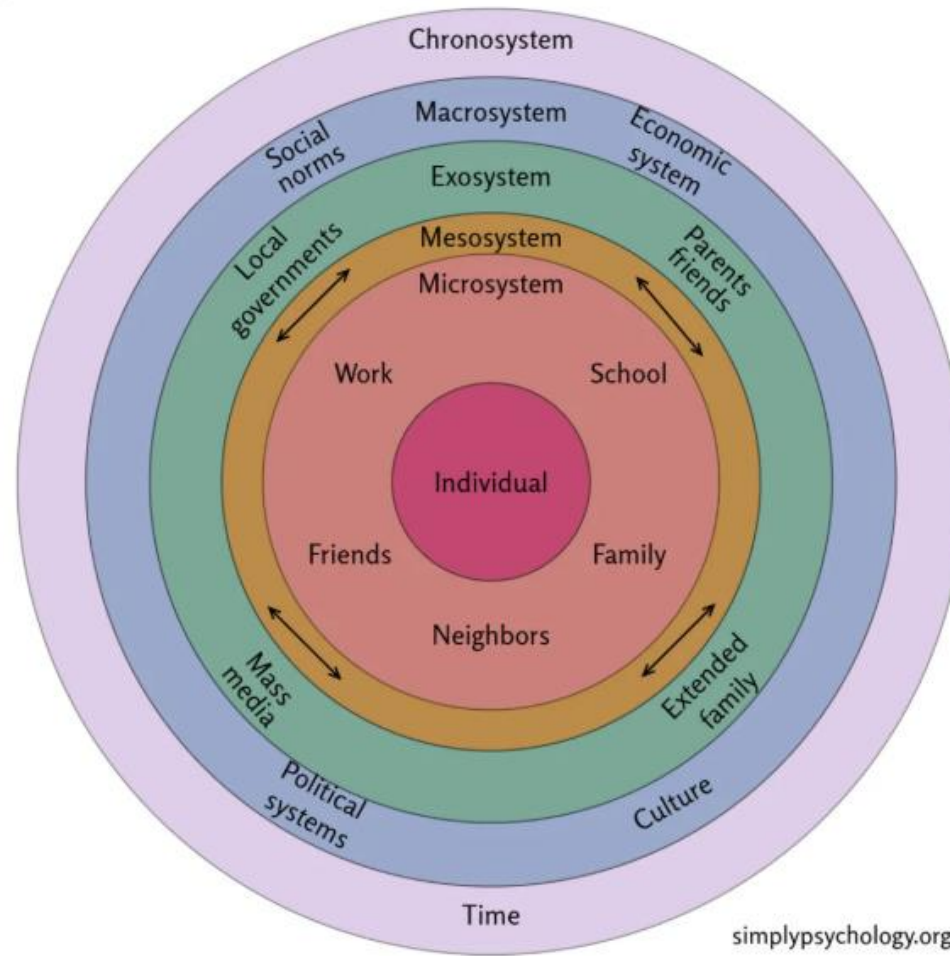 Chronosystem
Macrosystem
Social
norms
Economic
system
Exosystem
Local
governments
Parents
friends
Mesosystem
Microsystem
Work
School
Individual
Friends
Family
Neighbors
Mass
media
Extended
family
Political
systems
Culture
Time
simplypsychology.org